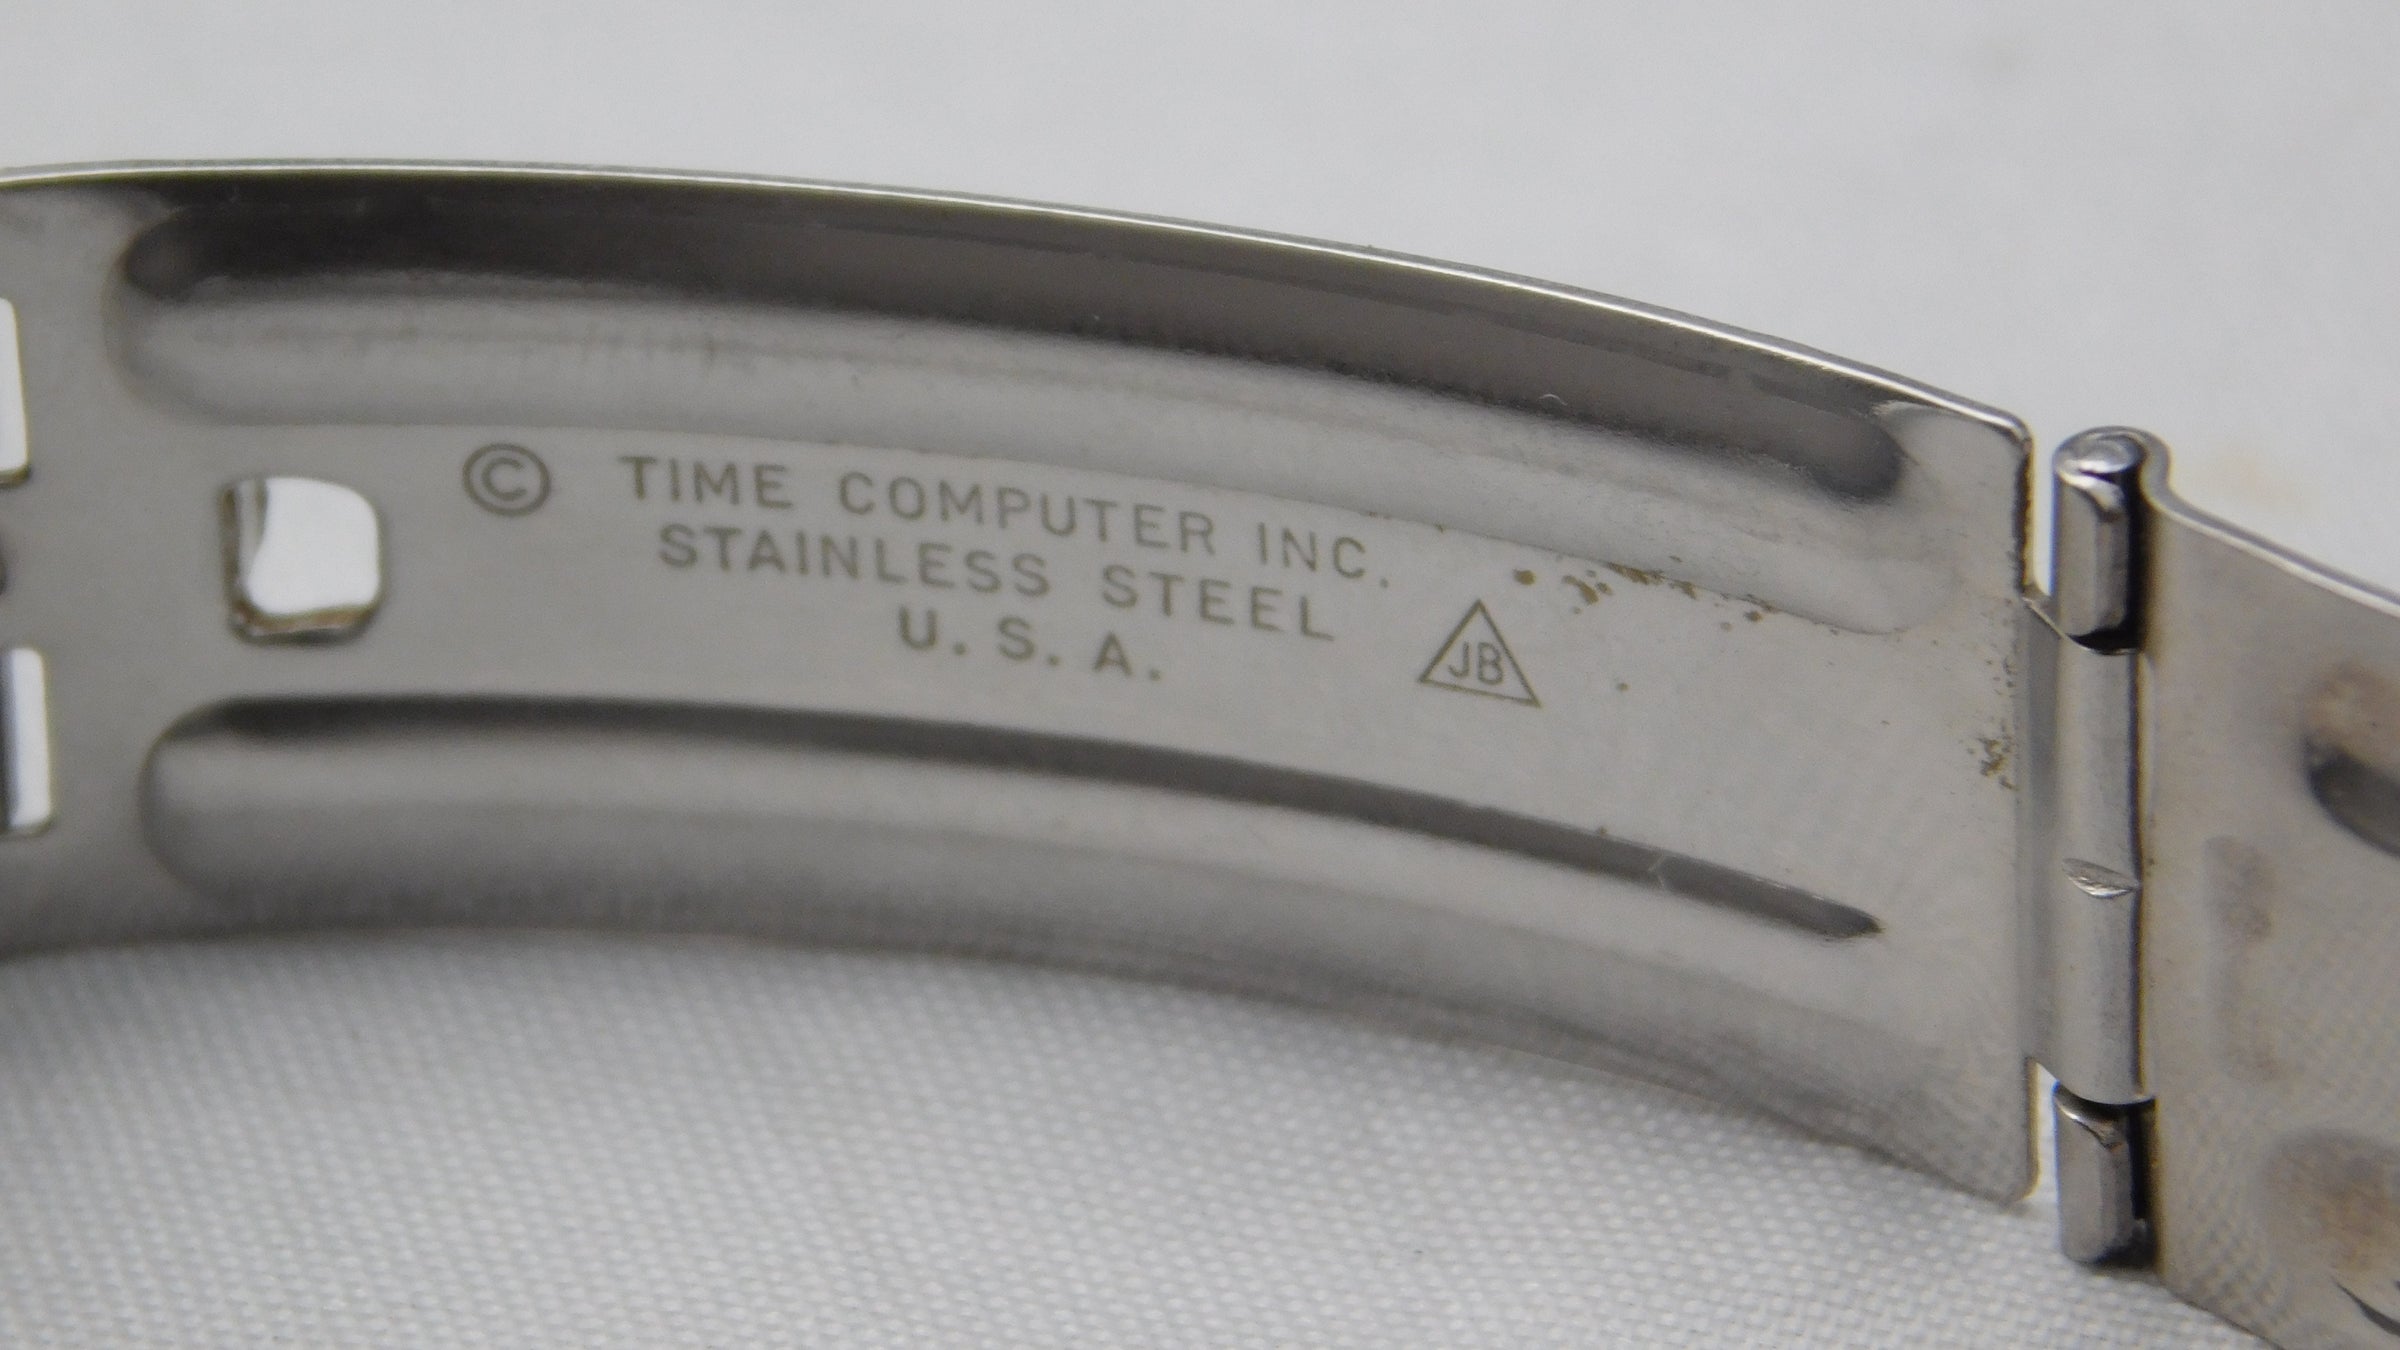 © TIME COMPUTER INC.
STAINLESS STEEL
U. S. A.
JB